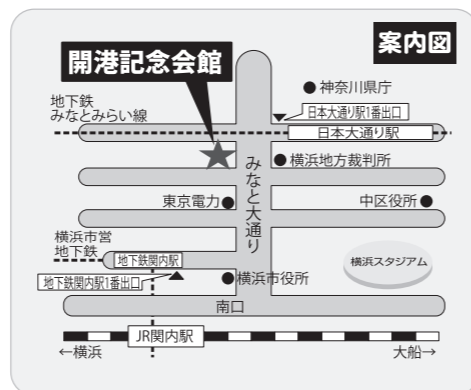 案内図
開港記念会館
神奈川県庁
地下鉄
みなとみらい線
日本大通り駅1番出口
日本大通り駅
横浜地方裁判所
みなと大通り
東京電力
中区役所
横浜市営
地下鉄
地下鉄関内駅
横浜スタジアム
地下鉄関内駅1番出口
横浜市役所
南口
JR関内駅
←横浜
大船→